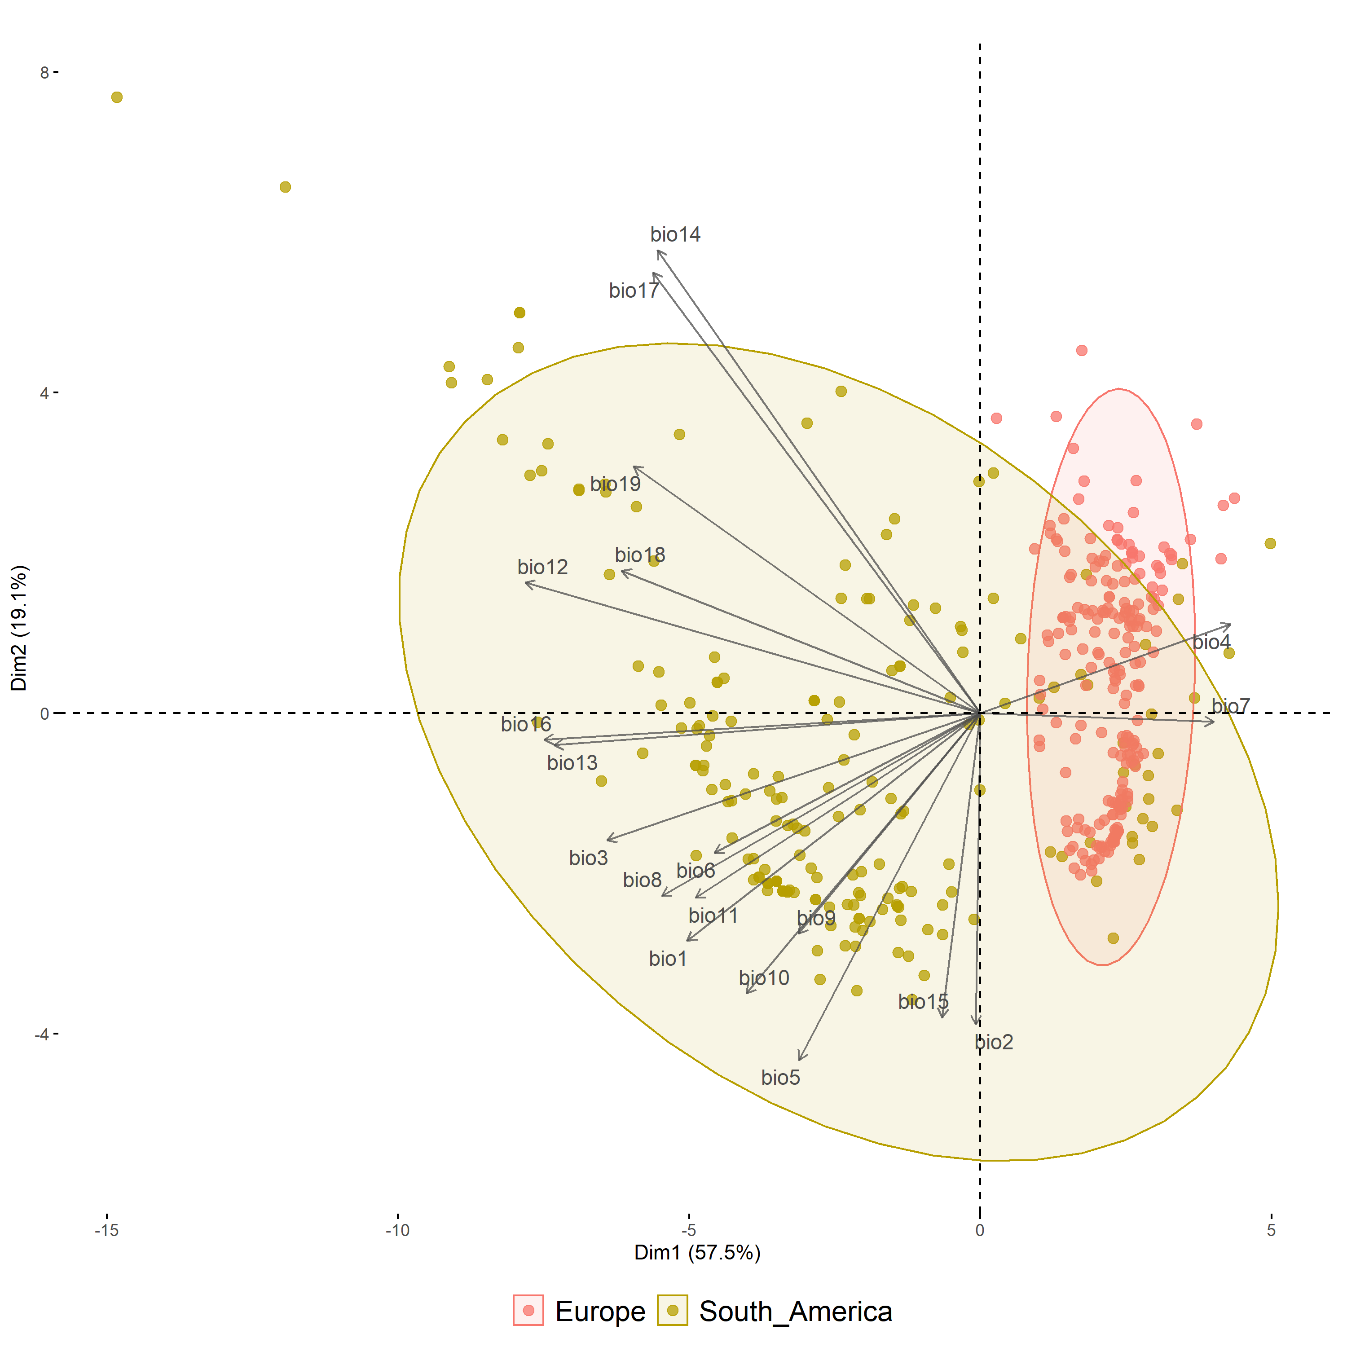 8
bio14
bio17
4
bio19
bio18
bio12
Dim2 (19.1%)
bio4
bio7
0
bio16
bio13
bio3
bio6
bio8
bio11
bio9
bio1
bio10
bio15
-4
bio2
bio5
-15 -10 -5 0 5
Dim1 (57.5%)
Europe South_America